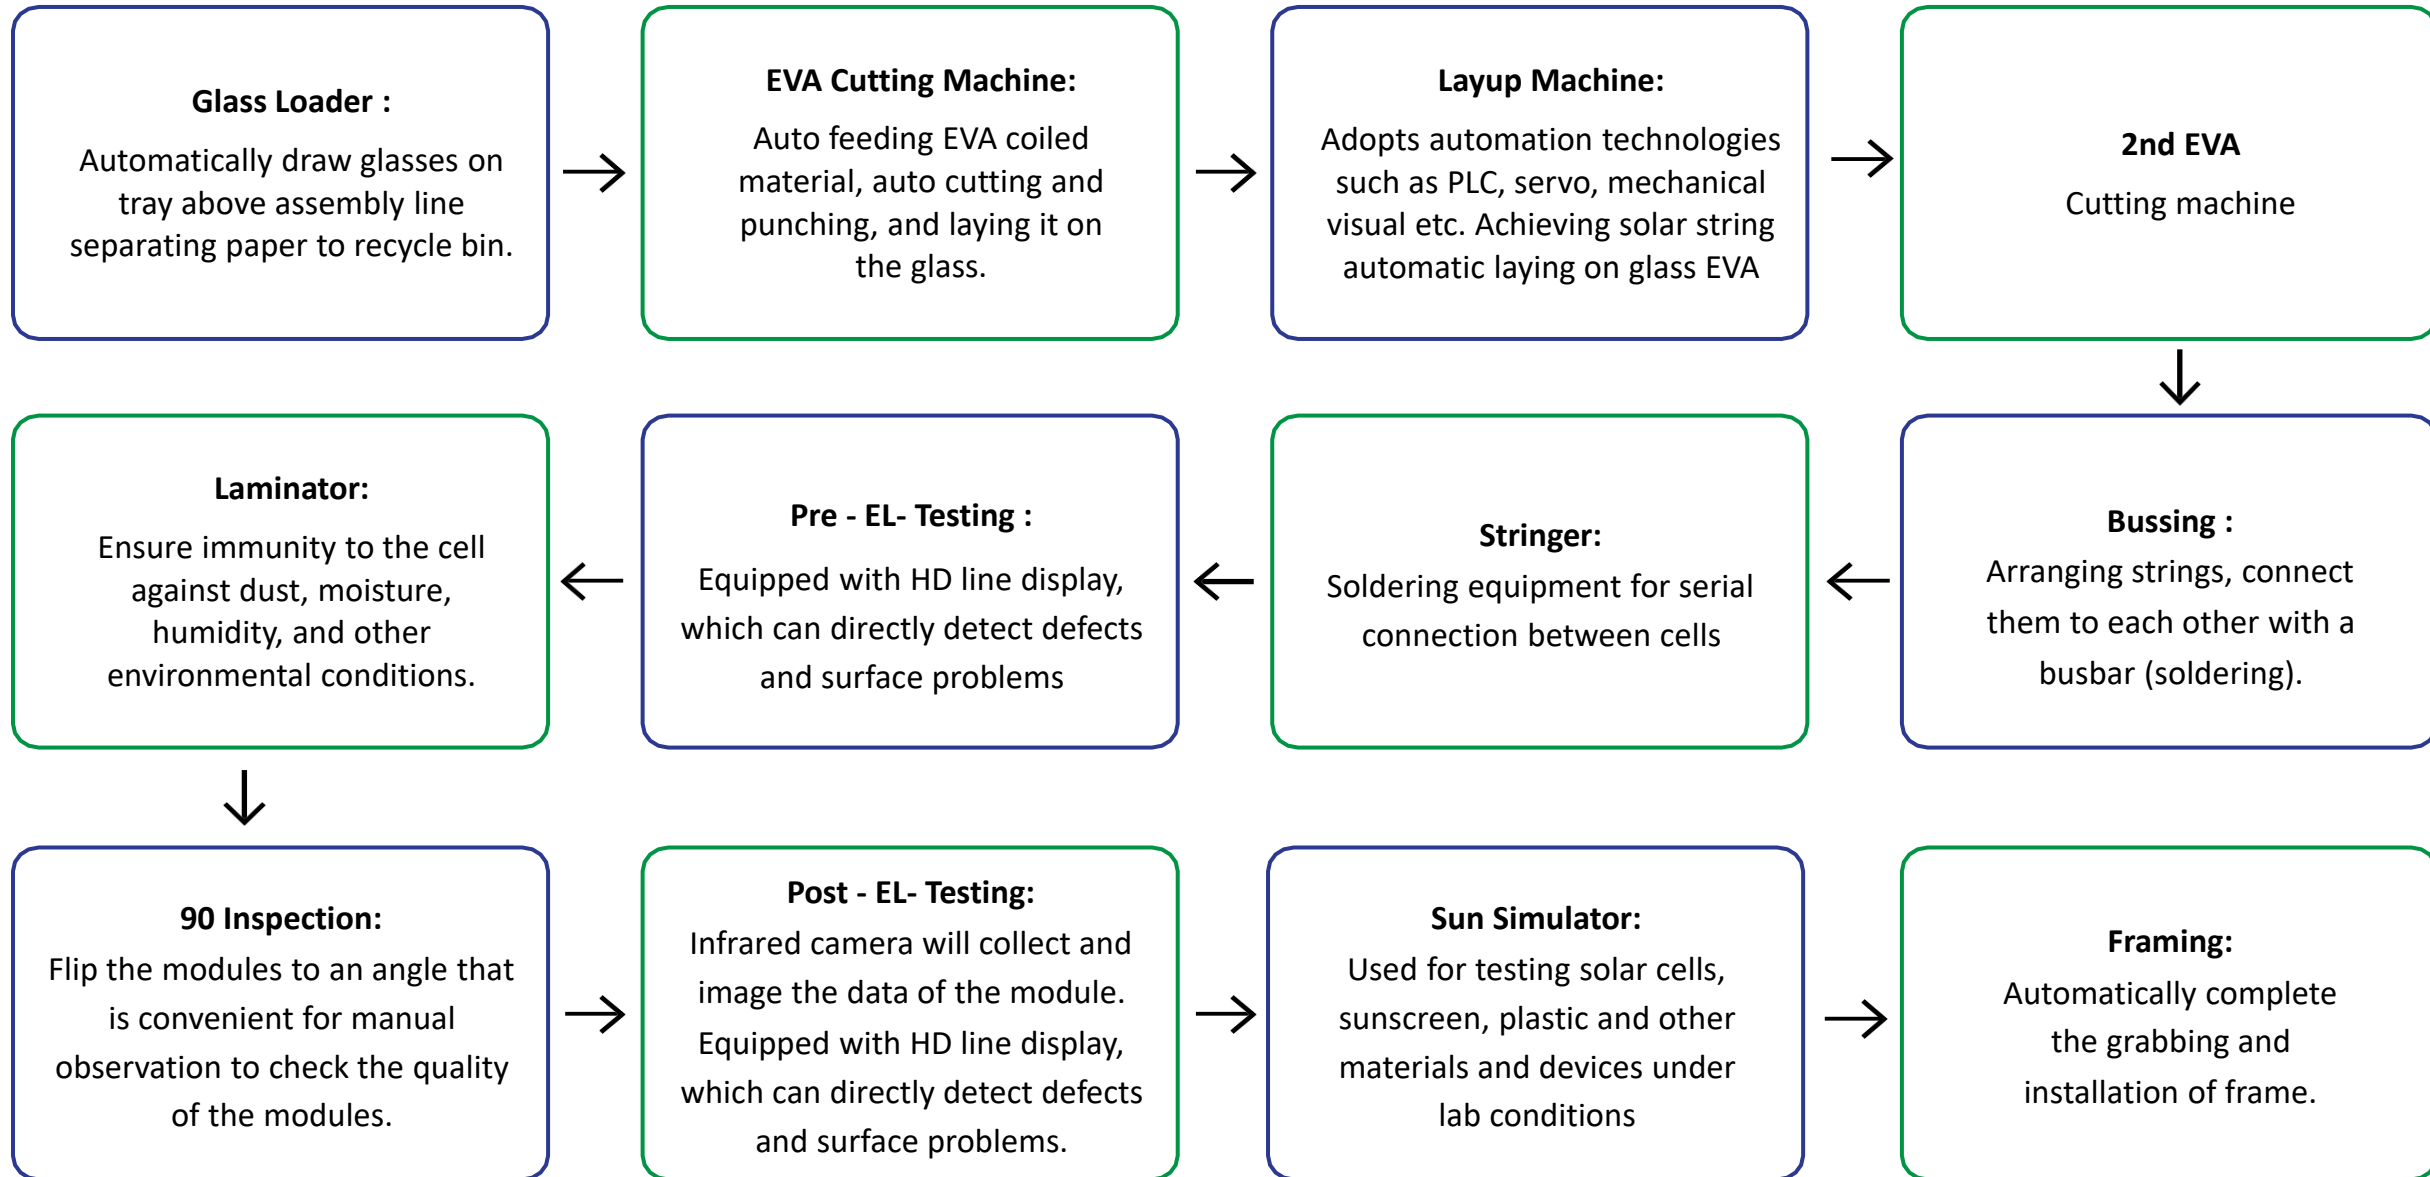 Glass Loader :
Automatically draw glasses on
tray above assembly line
separating paper to recycle bin.
EVA Cutting Machine:
Auto feeding EVA coiled
material, auto cutting and
punching, and laying it on
the glass.
Layup Machine:
Adopts automation technologies
such as PLC, servo, mechanical
visual etc. Achieving solar string
automatic laying on glass EVA
2nd EVA
Cutting machine
Bussing :
Arranging strings, connect
them to each other with a
busbar (soldering).
Stringer:
Soldering equipment for serial
connection between cells
Pre - EL- Testing :
Equipped with HD line display,
which can directly detect defects
and surface problems
Laminator:
Ensure immunity to the cell
against dust, moisture,
humidity, and other
environmental conditions.
90 Inspection:
Flip the modules to an angle that
is convenient for manual
observation to check the quality
of the modules.
Post - EL- Testing:
Infrared camera will collect and
image the data of the module.
Equipped with HD line display,
which can directly detect defects
and surface problems.
Sun Simulator:
Used for testing solar cells,
sunscreen, plastic and other
materials and devices under
lab conditions
Framing:
Automatically complete
the grabbing and
installation of frame.